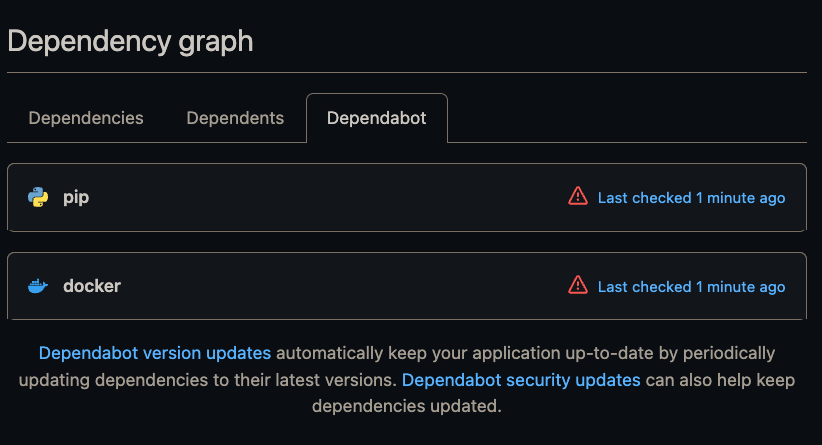 Dependency graph
Dependencies Dependents Dependabot
pip Last checked 1 minute ago
docker Last checked 1 minute ago
Dependabot version updates automatically keep your application up-to-date by periodically
updating dependencies to their latest versions. Dependabot security updates can also help keep
dependencies updated.